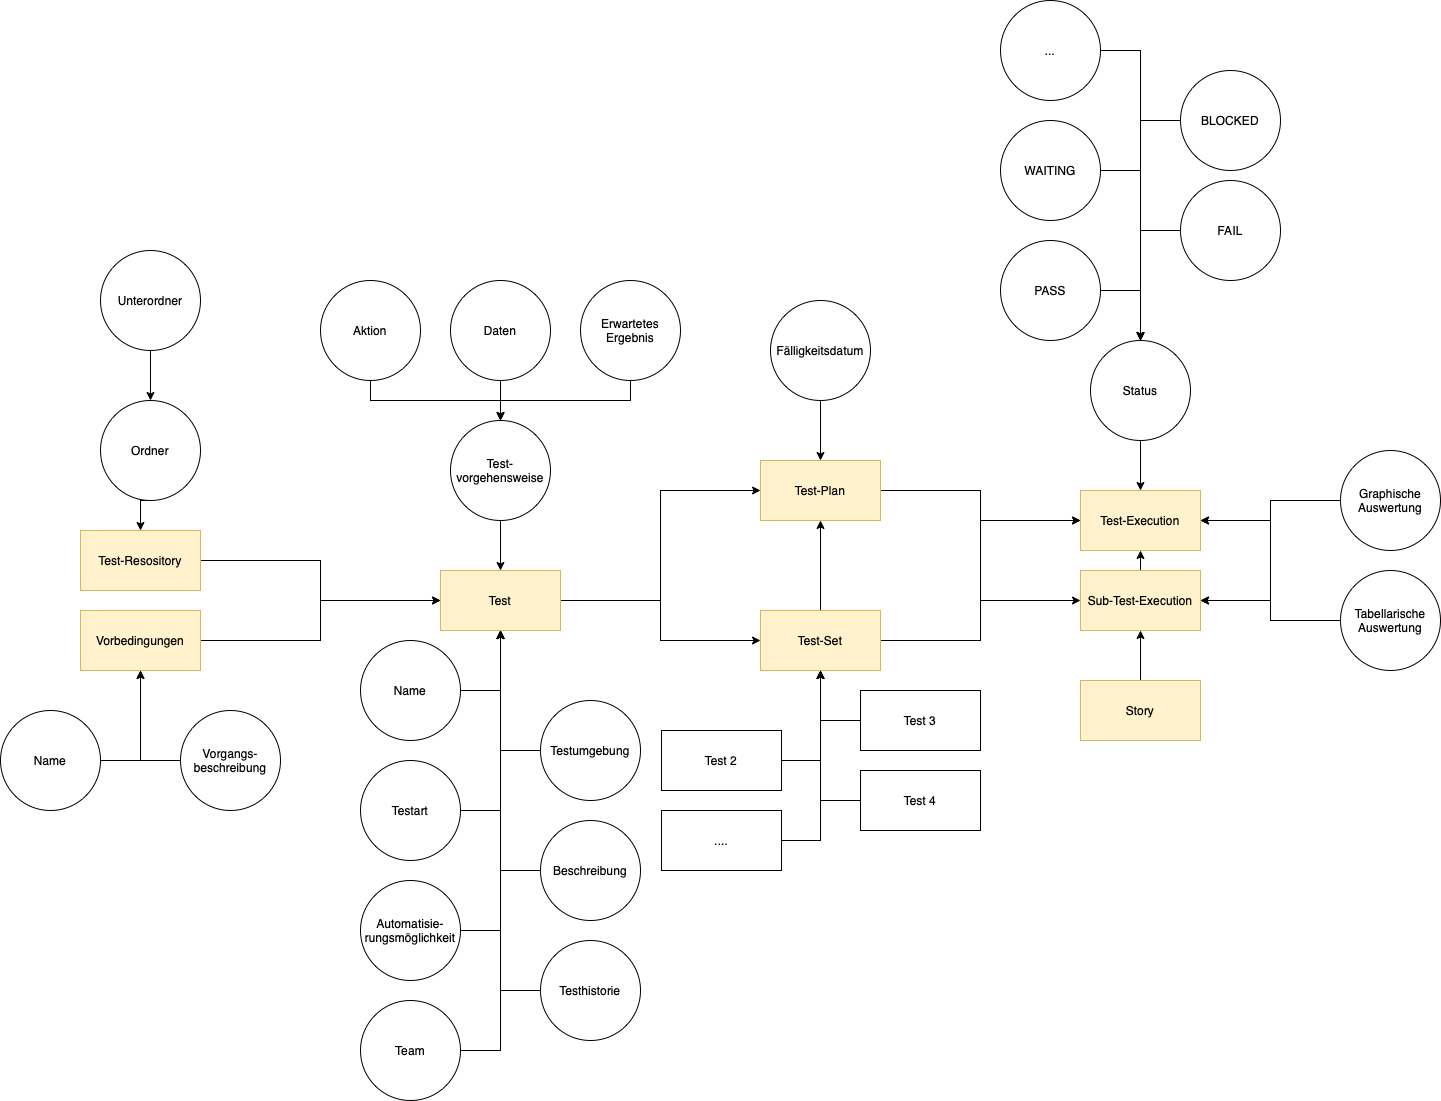 ...
BLOCKED
WAITING
FAIL
PASS
Unterordner
Aktion
Daten
Erwartetes
Ergebnis
Fälligkeitsdatum
Status
Ordner
Test-
vorgehensweise
Test-Plan
Graphische
Auswertung
Test-Execution
Test-Resository
Test
Sub-Test-Execution
Tabellarische
Auswertung
Vorbedingungen
Test-Set
Name
Test 3
Story
Name
Vorgangs-
beschreibung
Testumgebung
Test 2
Testart
Test 4
....
Beschreibung
Automatisie-
rungsmöglichkeit
Testhistorie
Team